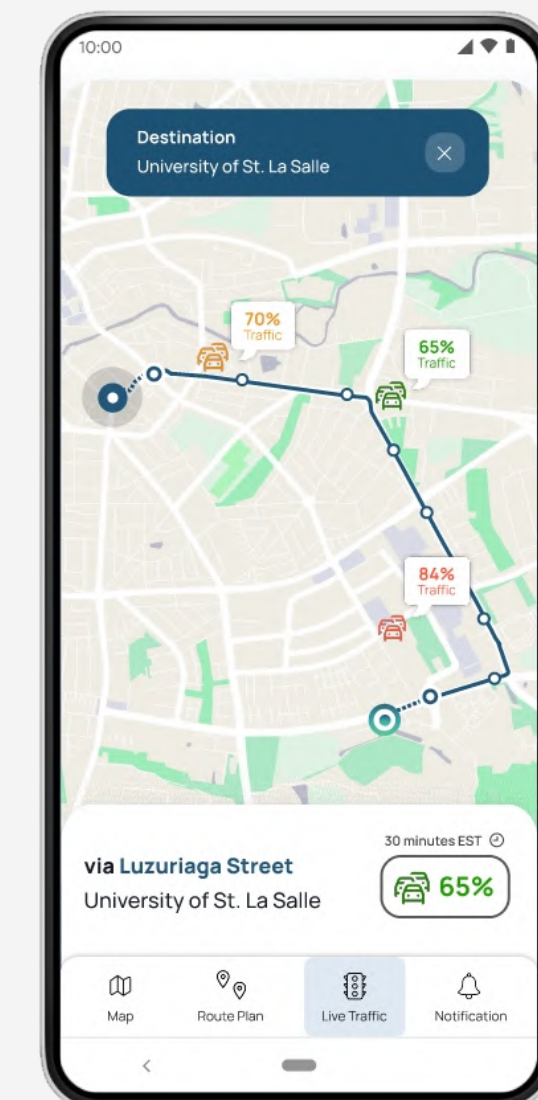 10:00
Destination
University of St. La Salle
70%
Traffic
65%
Traffic
84%
Traffic
30 minutes EST
via Luzuriaga Street
65%
University of St. La Salle
Map
Route Plan
Live Traffic
Notification